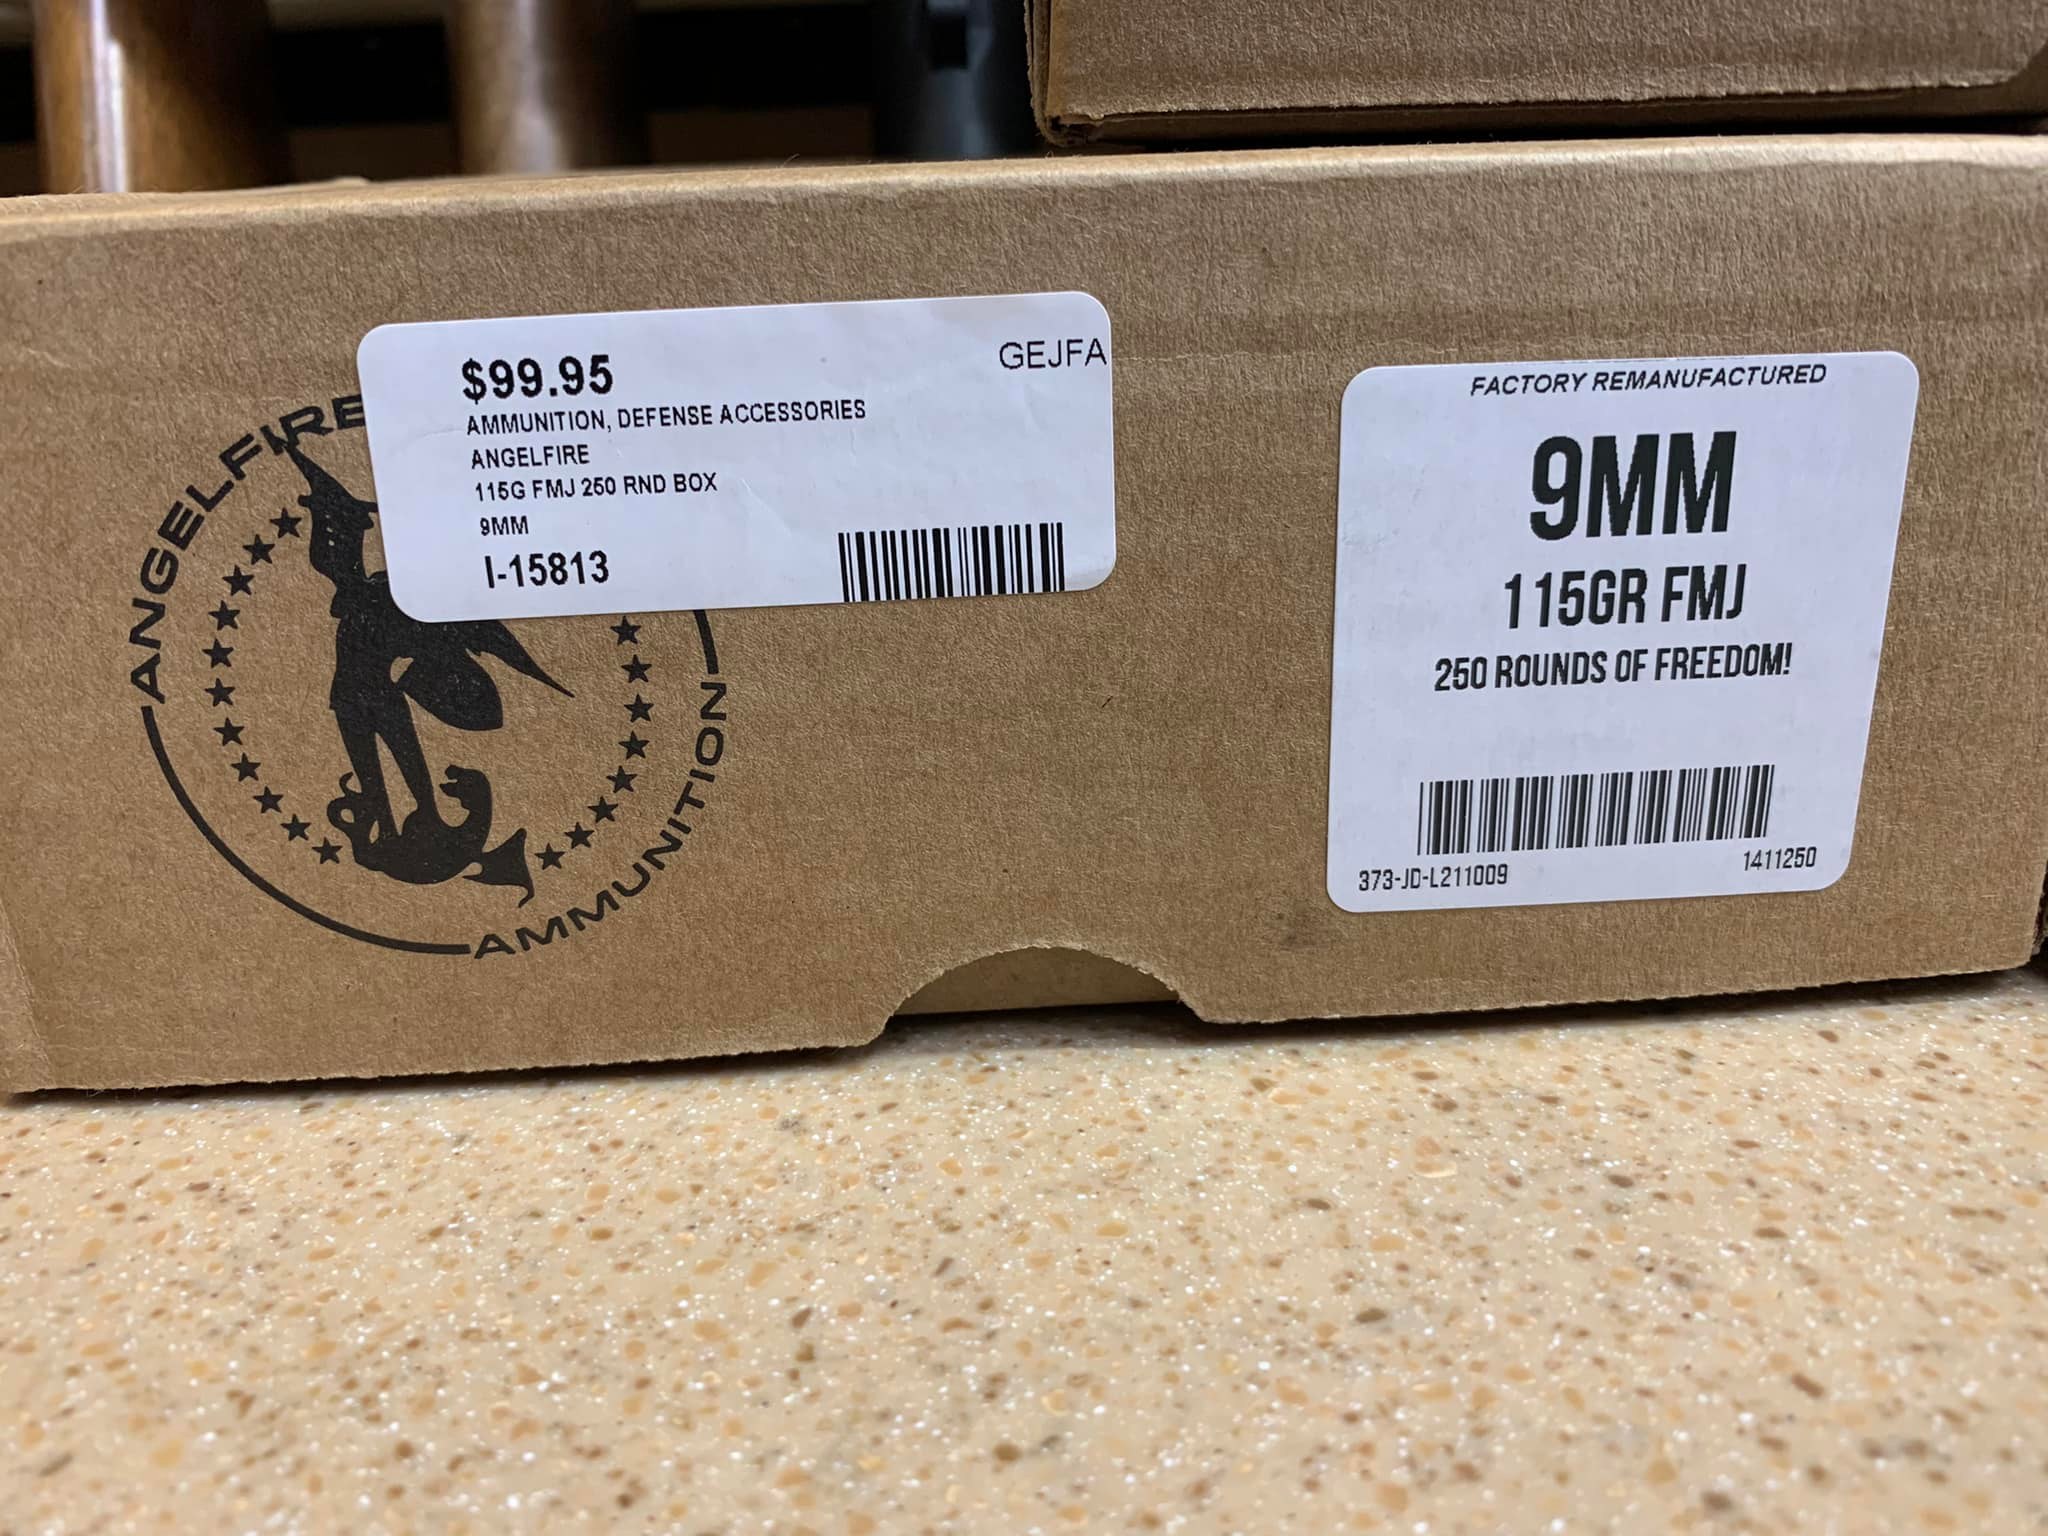 ANGELFIRE
AMMUNITION
$99.95
GEJFA
AMMUNITION, DEFENSE ACCESSORIES
ANGELFIRE
115G FMJ 250 RND BOX
9MM
I-15813
FACTORY REMANUFACTURED
9MM
115GR FMJ
250 ROUNDS OF FREEDOM!
373-JD-L211009
1411250